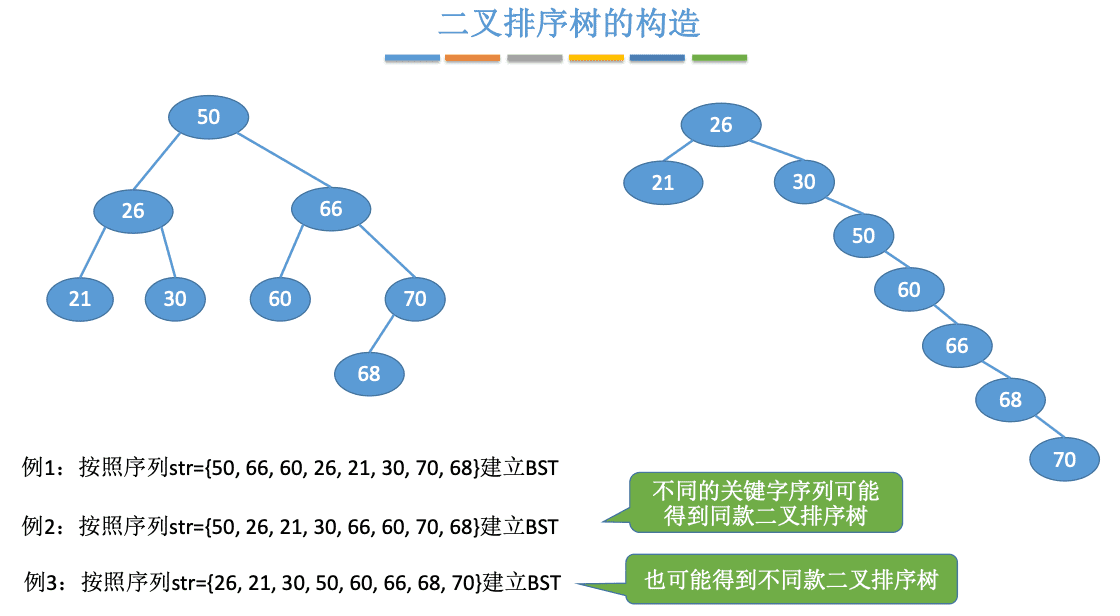 二叉排序树的构造
50
26
66
21
30
60
70
68
26
21
30
50
60
66
68
70
例1：按照序列str={50, 66, 60, 26, 21, 30, 70, 68}建立BST
例2：按照序列str={50, 26, 21, 30, 66, 60, 70, 68}建立BST
不同的关键字序列可能
得到同款二叉排序树
例3：按照序列str={26, 21, 30, 50, 60, 66, 68, 70}建立BST
也可能得到不同款二叉排序树